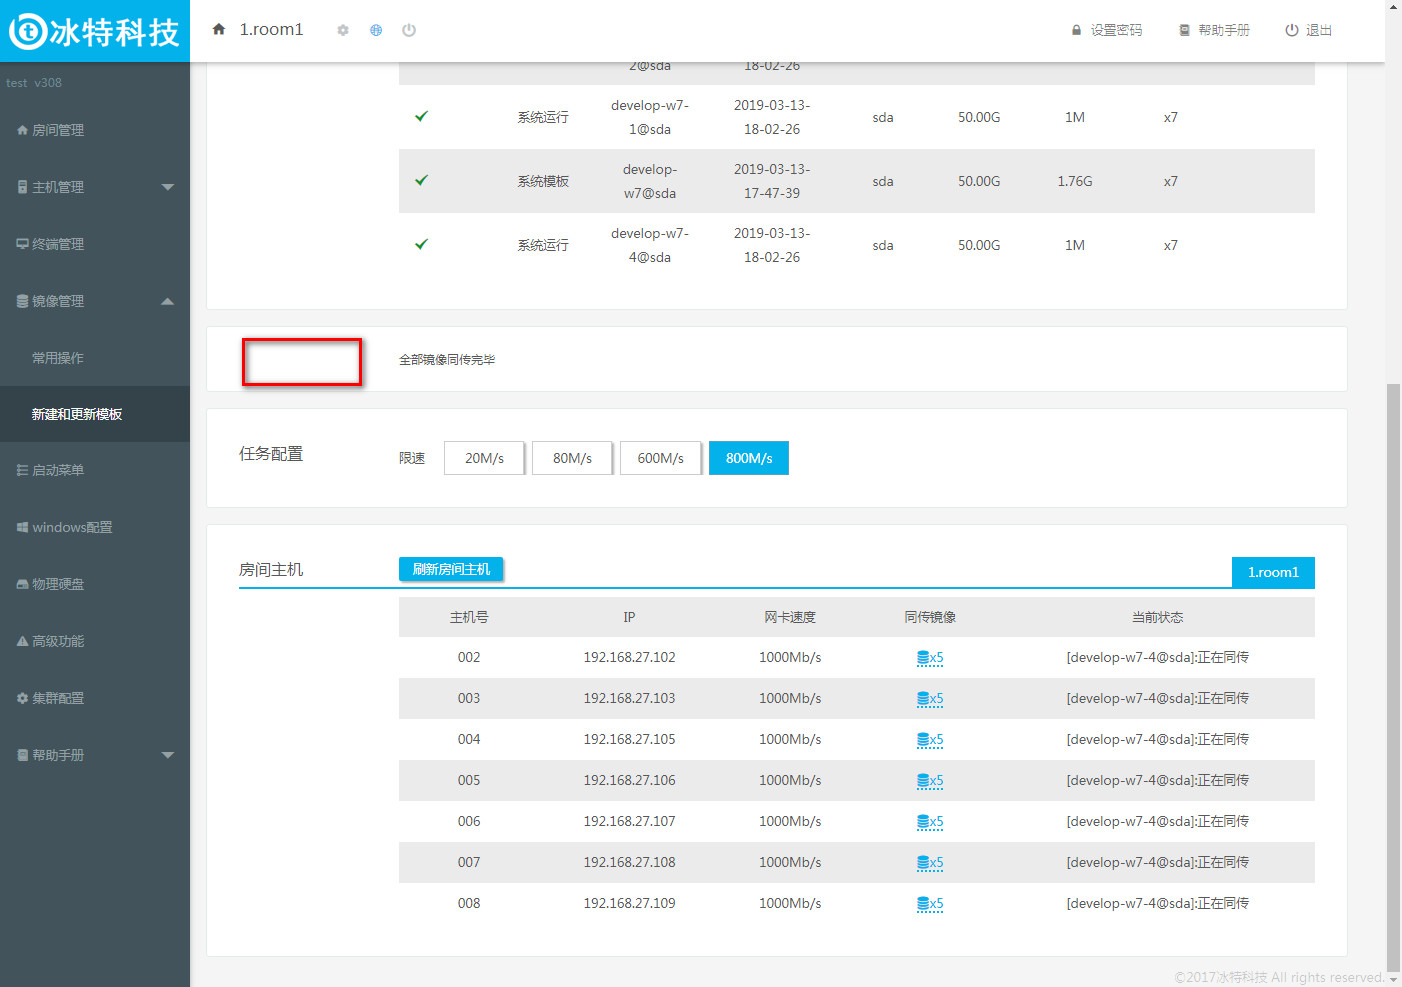 冰特科技
1.room1
设置密码
帮助手册
退出
test v308
房间管理
主机管理
终端管理
镜像管理
常用操作
新建和更新模板
启动菜单
windows配置
物理硬盘
高级功能
集群配置
帮助手册
2@sda 18-02-26
系统运行 develop-w7-1@sda 2019-03-13-18-02-26 sda 50.00G 1M x7
系统模板 develop-w7@sda 2019-03-13-17-47-39 sda 50.00G 1.76G x7
系统运行 develop-w7-4@sda 2019-03-13-18-02-26 sda 50.00G 1M x7
全部镜像同传完毕
任务配置 限速 20M/s 80M/s 600M/s 800M/s
房间主机 刷新房间主机 1.room1
主机号 IP 网卡速度 同传镜像 当前状态
002 192.168.27.102 1000Mb/s x5 [develop-w7-4@sda]:正在同传
003 192.168.27.103 1000Mb/s x5 [develop-w7-4@sda]:正在同传
004 192.168.27.105 1000Mb/s x5 [develop-w7-4@sda]:正在同传
005 192.168.27.106 1000Mb/s x5 [develop-w7-4@sda]:正在同传
006 192.168.27.107 1000Mb/s x5 [develop-w7-4@sda]:正在同传
007 192.168.27.108 1000Mb/s x5 [develop-w7-4@sda]:正在同传
008 192.168.27.109 1000Mb/s x5 [develop-w7-4@sda]:正在同传
©2017冰特科技 All rights reserved.